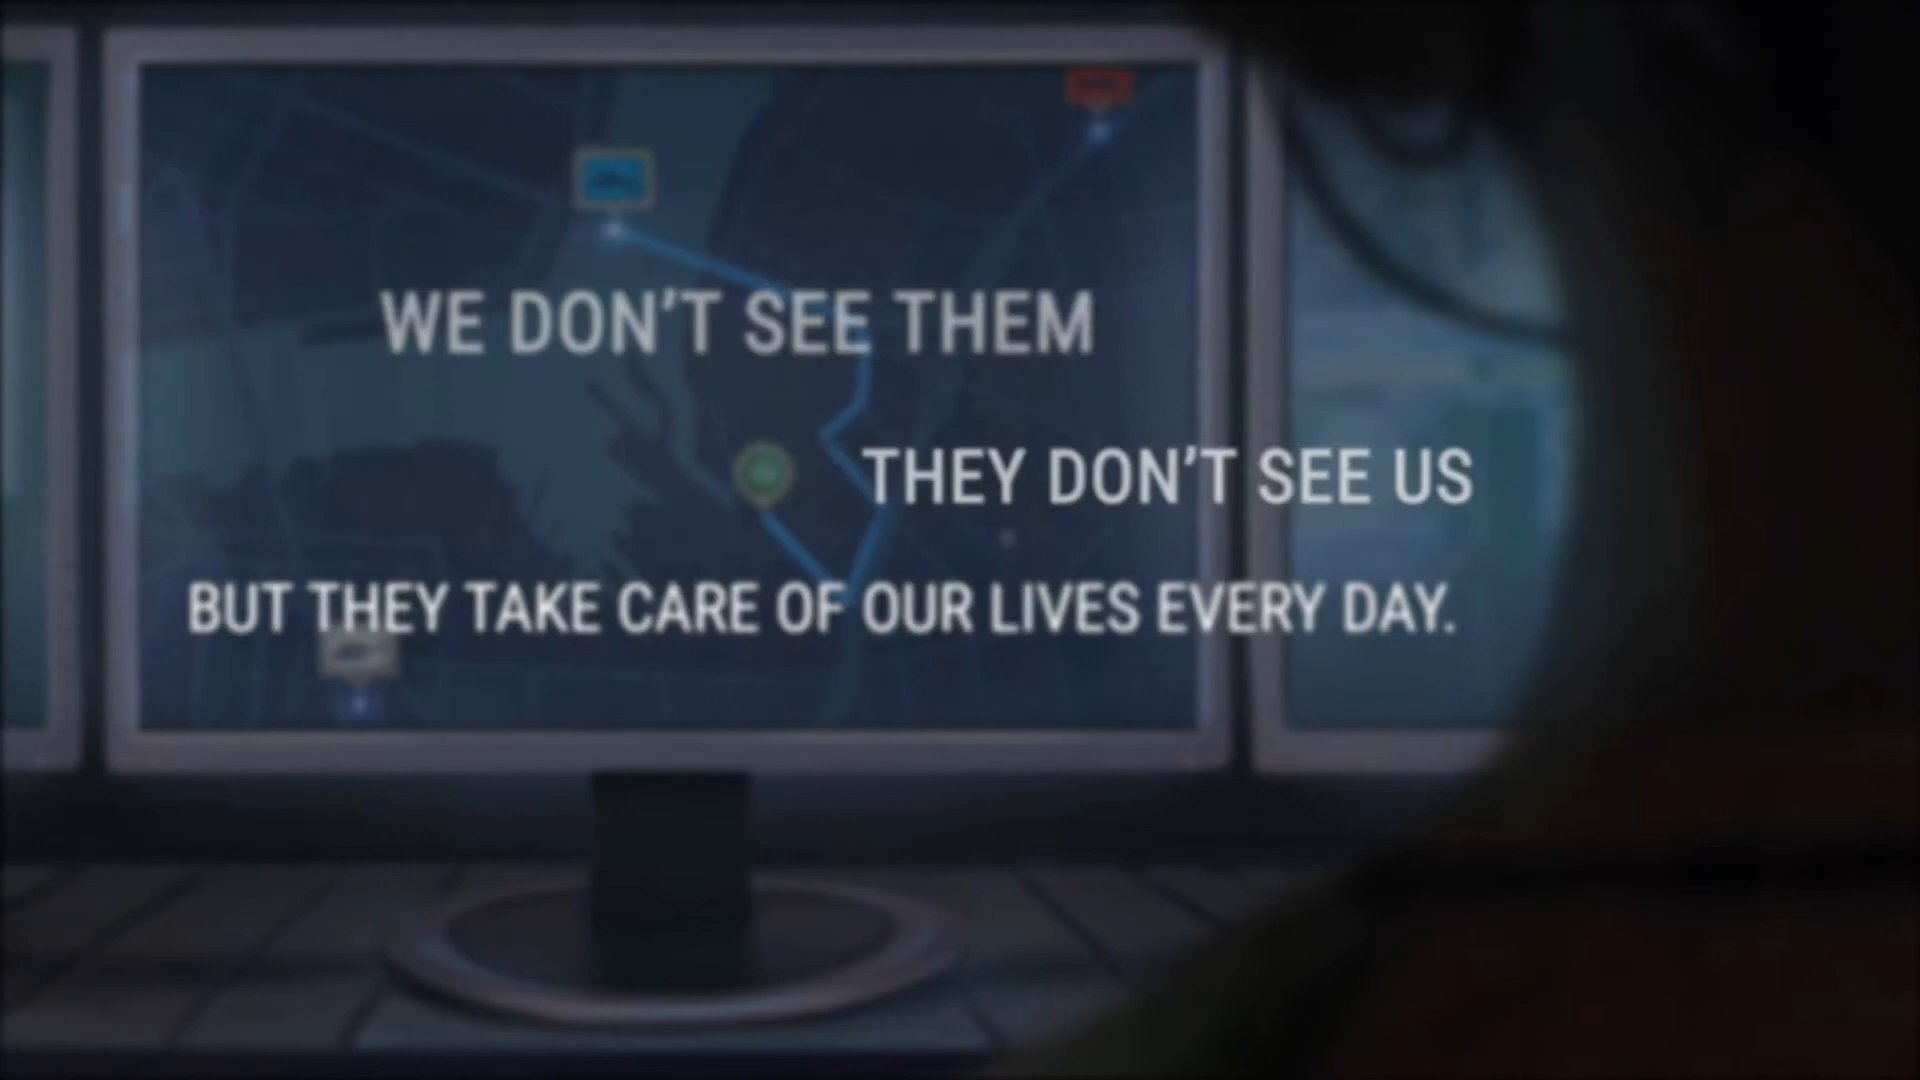 WE DON'T SEE THEM
THEY DON'T SEE US
BUT THEY TAKE CARE OF OUR LIVES EVERY DAY.